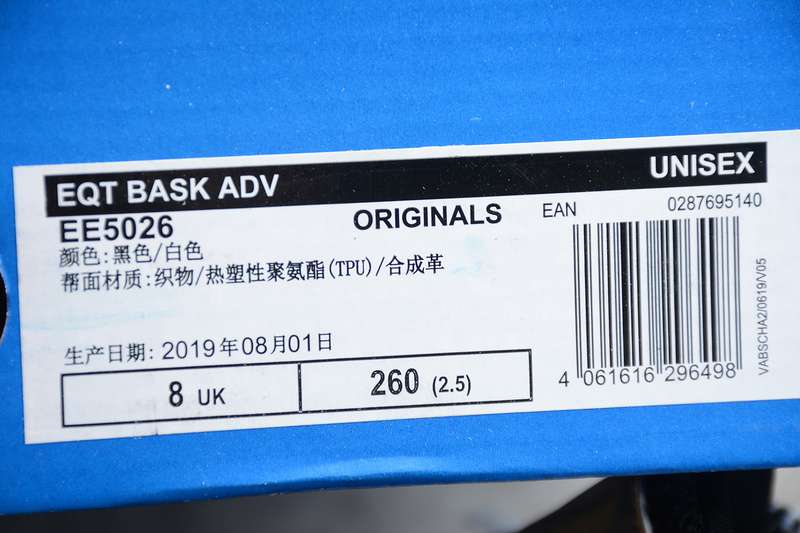 EQT BASK ADV UNISEX
EE5026 ORIGINALS EAN 0287695140
颜色:黑色/白色
帮面材质:织物/热塑性聚氨酯(TPU)/合成革
生产日期: 2019年08月01日
8 UK 260 (2.5)
4 061616 296498
VABSCHA2/0619/V05